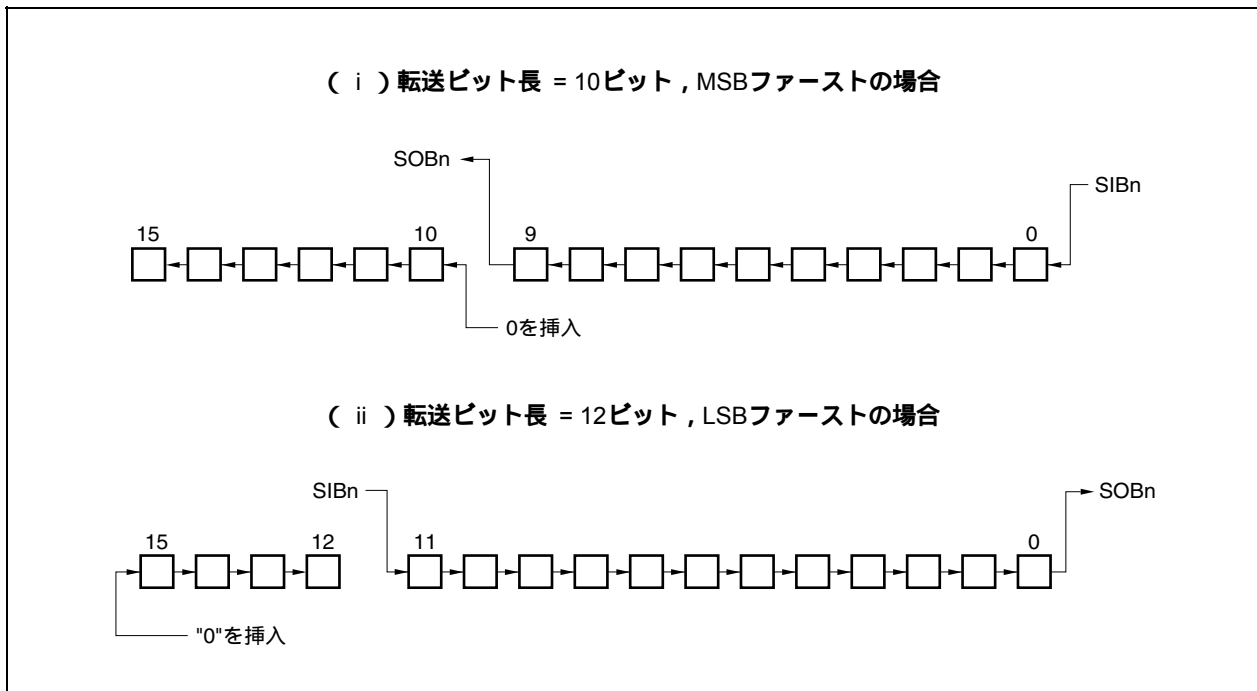 ( i )転送ビット長 = 10ビット , MSBファーストの場合
SOBn
SIBn
15
10
9
0
0を挿入
( ii )転送ビット長 = 12ビット , LSBファーストの場合
SIBn
SOBn
15
12
11
0
"0"を挿入